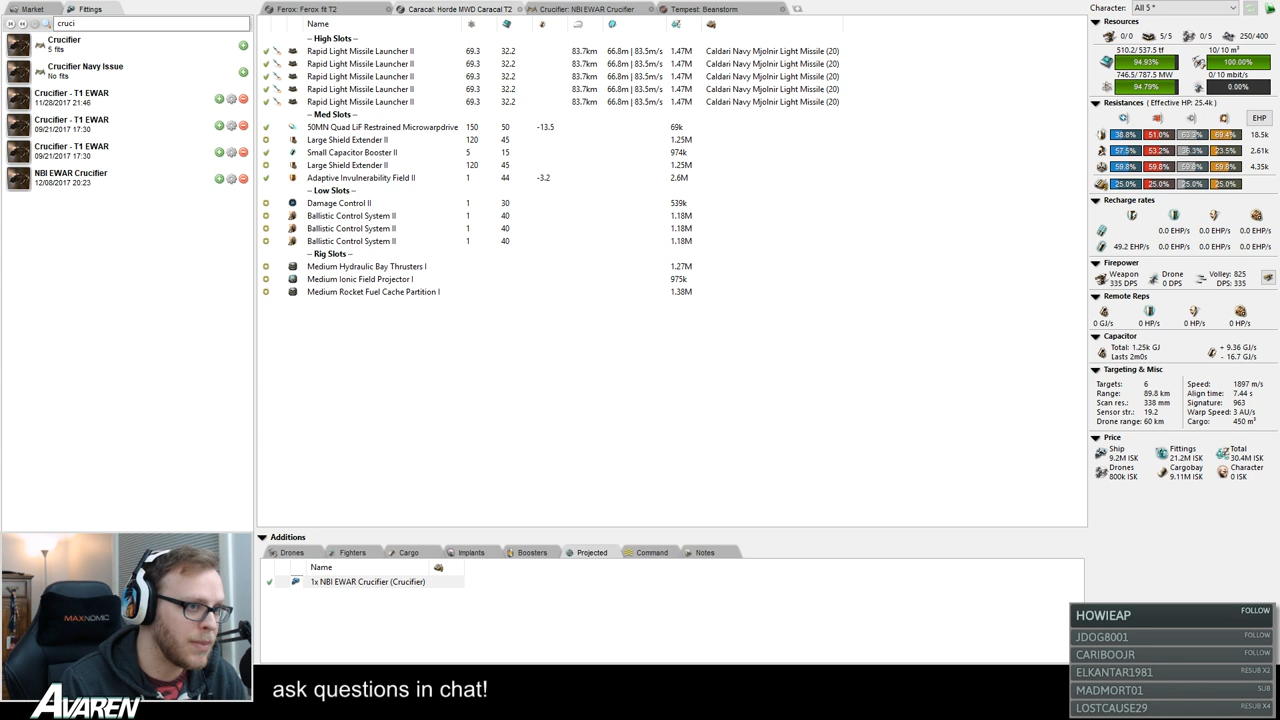 Market
Fittings
Ferox: Ferox fit T2
Caracal: Horde MWD Caracal T2
Crucifier: NBI EWAR Crucifier
Tempest: Beanstorm
Character:
All 5 *
cruci
Crucifier
5 fits
Crucifier Navy Issue
No fits
Crucifier - T1 EWAR
11/28/2017 21:46
Crucifier - T1 EWAR
09/21/2017 17:30
Crucifier - T1 EWAR
09/21/2017 17:30
NBI EWAR Crucifier
12/08/2017 20:23
Name
-- High Slots --
Rapid Light Missile Launcher II 69.3 32.2 83.7km 66.8m | 83.5m/s 1.47M Caldari Navy Mjolnir Light Missile (20)
Rapid Light Missile Launcher II 69.3 32.2 83.7km 66.8m | 83.5m/s 1.47M Caldari Navy Mjolnir Light Missile (20)
Rapid Light Missile Launcher II 69.3 32.2 83.7km 66.8m | 83.5m/s 1.47M Caldari Navy Mjolnir Light Missile (20)
Rapid Light Missile Launcher II 69.3 32.2 83.7km 66.8m | 83.5m/s 1.47M Caldari Navy Mjolnir Light Missile (20)
Rapid Light Missile Launcher II 69.3 32.2 83.7km 66.8m | 83.5m/s 1.47M Caldari Navy Mjolnir Light Missile (20)
-- Med Slots --
50MN Quad LiF Restrained Microwarpdrive 150 50 -13.5 69k
Large Shield Extender II 120 45 1.25M
Small Capacitor Booster II 5 15 974k
Large Shield Extender II 120 45 1.25M
Adaptive Invulnerability Field II 1 44 -3.2 2.6M
-- Low Slots --
Damage Control II 1 30 539k
Ballistic Control System II 1 40 1.18M
Ballistic Control System II 1 40 1.18M
Ballistic Control System II 1 40 1.18M
-- Rig Slots --
Medium Hydraulic Bay Thrusters I 1.27M
Medium Ionic Field Projector I 975k
Medium Rocket Fuel Cache Partition I 1.38M
Resources
0/0 5/5 0/5 250/400
510.2/537.5 tf 10/10 m³
94.93% 100.00%
746.5/787.5 MW 0/10 mbit/s
94.79% 0.00%
Resistances ( Effective HP: 25.4k)
EHP
38.8% 51.0% 63.3% 69.4% 18.5k
57.5% 53.2% 23.5% 2.61k
59.8% 59.8% 59.8% 59.8% 4.35k
25.0% 25.0% 25.0% 25.0%
Recharge rates
0.0 EHP/s 0.0 EHP/s 0.0 EHP/s
49.2 EHP/s 0.0 EHP/s 0.0 EHP/s 0.0 EHP/s
Firepower
Weapon Drone Volley: 825
335 DPS 0 DPS DPS: 335
Remote Reps
0 GJ/s 0 HP/s 0 HP/s 0 HP/s
Capacitor
Total: 1.25k GJ + 9.36 GJ/s
Lasts 2m0s - 16.7 GJ/s
Targeting & Misc
Targets: 6 Speed: 1897 m/s
Range: 89.8 km Align time: 7.44 s
Scan res.: 338 mm Signature: 963
Sensor str.: 19.2 Warp Speed: 3 AU/s
Drone range: 60 km Cargo: 450 m³
Price
Ship Fittings Total
9.2M ISK 21.2M ISK 30.4M ISK
Drones Cargobay Character
800k ISK 9.11M ISK 0 ISK
Additions
Drones
Fighters
Cargo
Implants
Boosters
Projected
Command
Notes
Name
1x NBI EWAR Crucifier (Crucifier)
MAXNOMIC
AVAREN
ask questions in chat!
HOWIEAP FOLLOW
JDOG8001 FOLLOW
CARIBOOJR FOLLOW
ELKANTAR1981 RESUB X2
MADMORT01 SUB
LOSTCAUSE29 RESUB X4